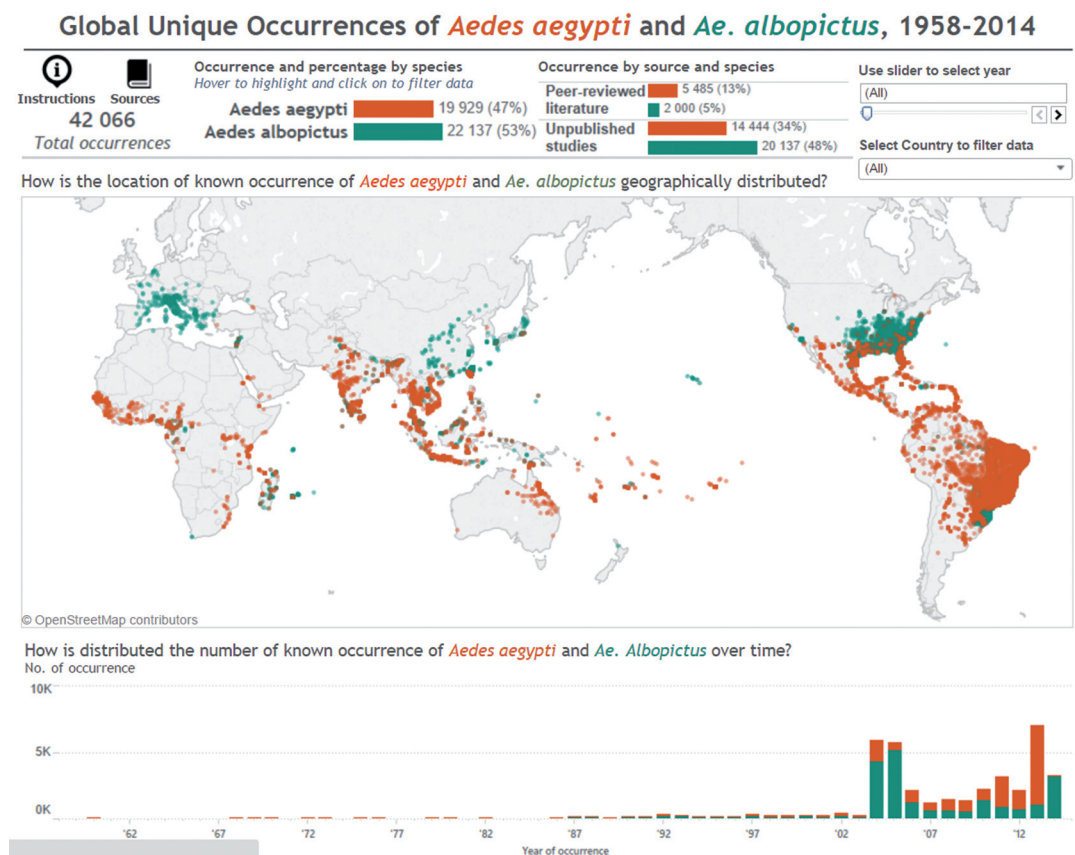 Global Unique Occurrences of Aedes aegypti and Ae. albopictus, 1958-2014
Instructions
Sources
42 066
Total occurrences
Occurrence and percentage by species
Hover to highlight and click on to filter data
Aedes aegypti 19 929 (47%)
Aedes albopictus 22 137 (53%)
Occurrence by source and species
Peer-reviewed literature
5 485 (13%)
2 000 (5%)
Unpublished studies
14 444 (34%)
20 137 (48%)
Use slider to select year
(All)
Select Country to filter data
(All)
How is the location of known occurrence of Aedes aegypti and Ae. albopictus geographically distributed?
© OpenStreetMap contributors
How is distributed the number of known occurrence of Aedes aegypti and Ae. Albopictus over time?
No. of occurrence
10K
5K
0K
'62 '67 '72 '77 '82 '87 '92 '97 '02 '07 '12
Year of occurrence